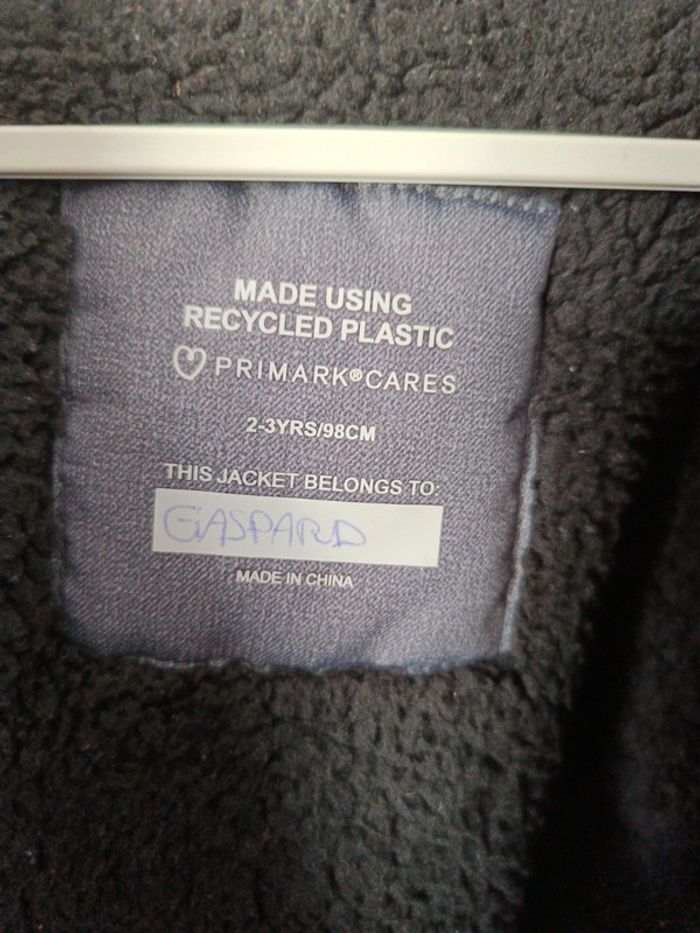 MADE USING
RECYCLED PLASTIC
PRIMARK®CARES
2-3YRS/98CM
THIS JACKET BELONGS TO:
GASPARD
MADE IN CHINA